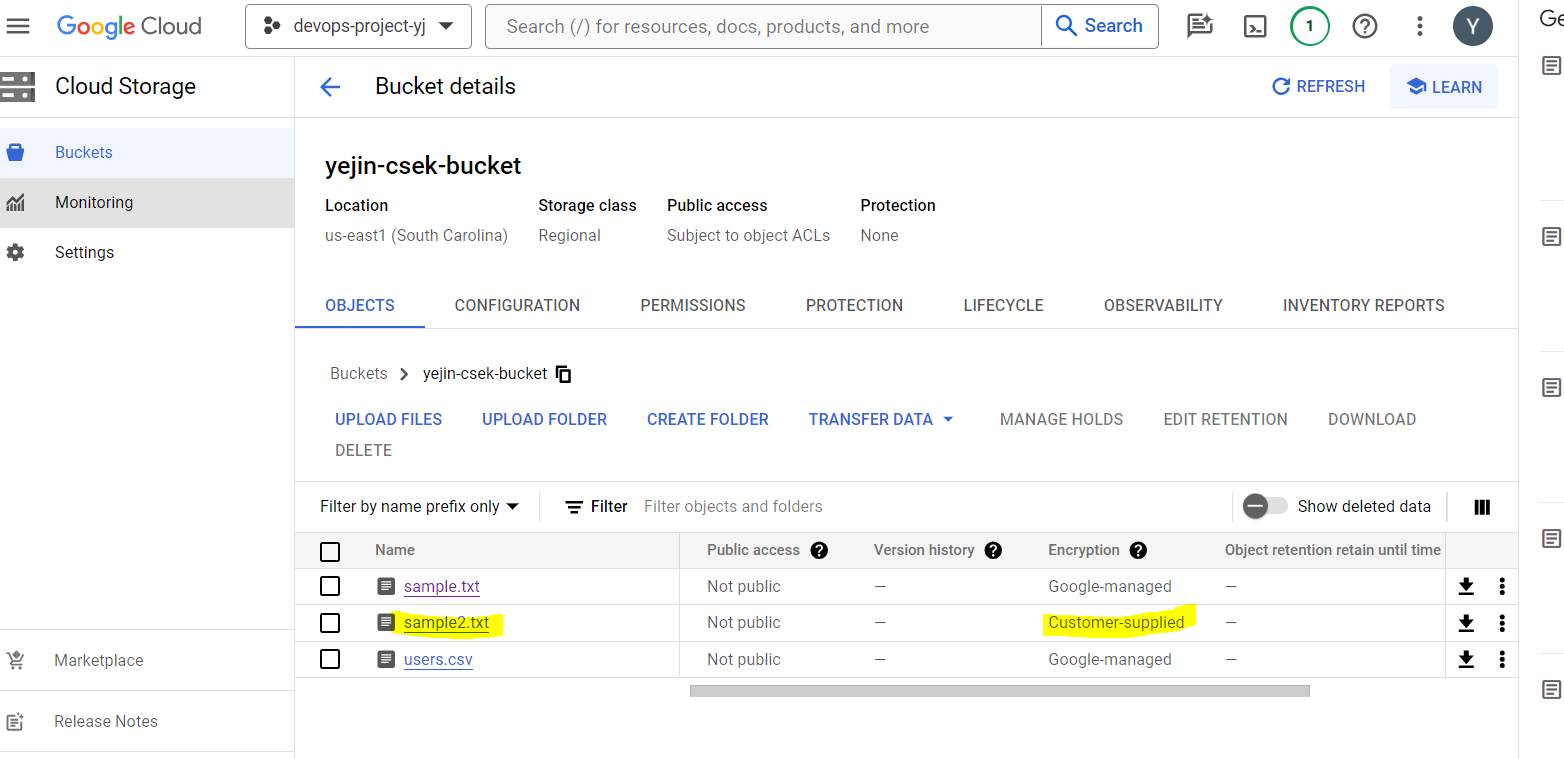 Google Cloud
devops-project-yj
Search (/) for resources, docs, products, and more
Search
1
Y
Cloud Storage
Bucket details
REFRESH
LEARN
Buckets
Monitoring
Settings
Marketplace
Release Notes
yejin-csek-bucket
Location Storage class Public access Protection
us-east1 (South Carolina) Regional Subject to object ACLs None
OBJECTS CONFIGURATION PERMISSIONS PROTECTION LIFECYCLE OBSERVABILITY INVENTORY REPORTS
Buckets yejin-csek-bucket
UPLOAD FILES UPLOAD FOLDER CREATE FOLDER TRANSFER DATA MANAGE HOLDS EDIT RETENTION DOWNLOAD
DELETE
Filter by name prefix only Filter Filter objects and folders Show deleted data
Name Public access Version history Encryption Object retention retain until time
sample.txt Not public — Google-managed —
sample2.txt Not public — Customer-supplied —
users.csv Not public — Google-managed —